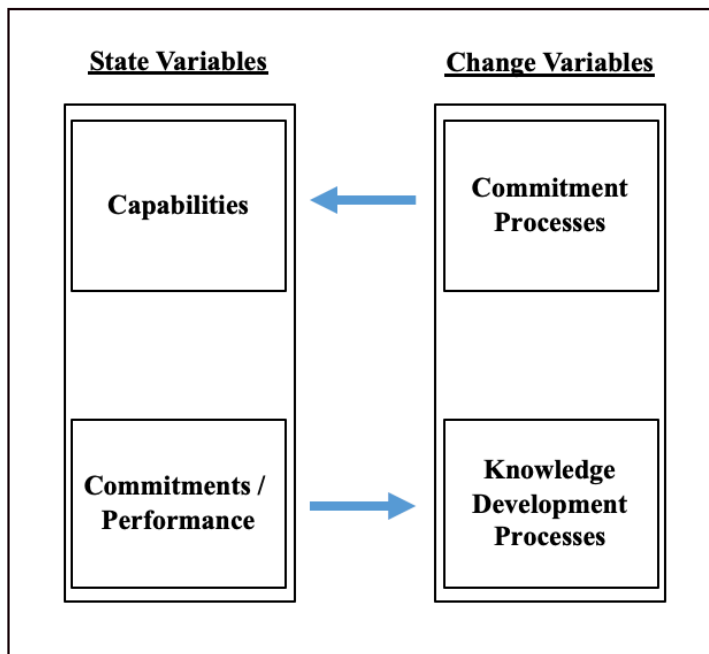 State Variables
Change Variables
Capabilities
Commitment
Processes
Commitments /
Performance
Knowledge
Development
Processes